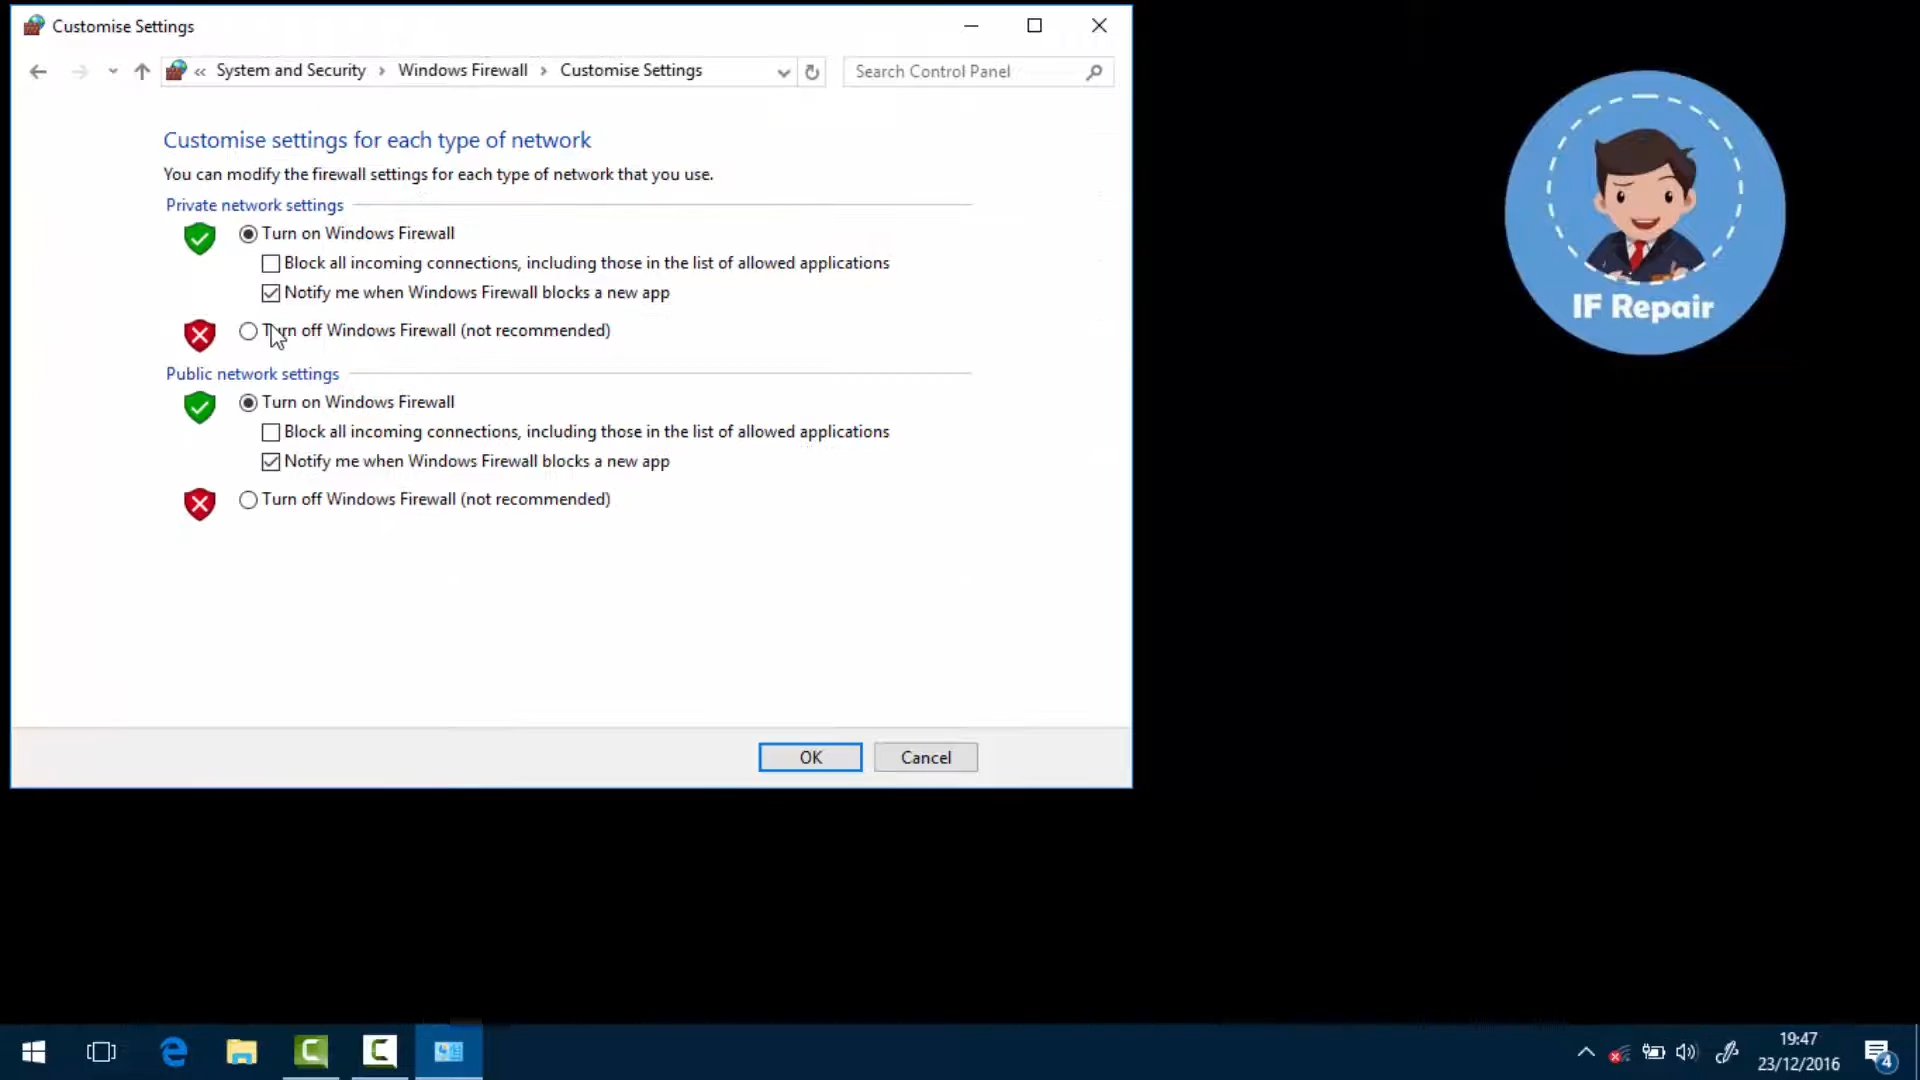 Customise Settings
« System and Security › Windows Firewall › Customise Settings
Search Control Panel
Customise settings for each type of network
You can modify the firewall settings for each type of network that you use.
Private network settings
Turn on Windows Firewall
Block all incoming connections, including those in the list of allowed applications
Notify me when Windows Firewall blocks a new app
Turn off Windows Firewall (not recommended)
Public network settings
Turn on Windows Firewall
Block all incoming connections, including those in the list of allowed applications
Notify me when Windows Firewall blocks a new app
Turn off Windows Firewall (not recommended)
OK
Cancel
IF Repair
19:47
23/12/2016
4